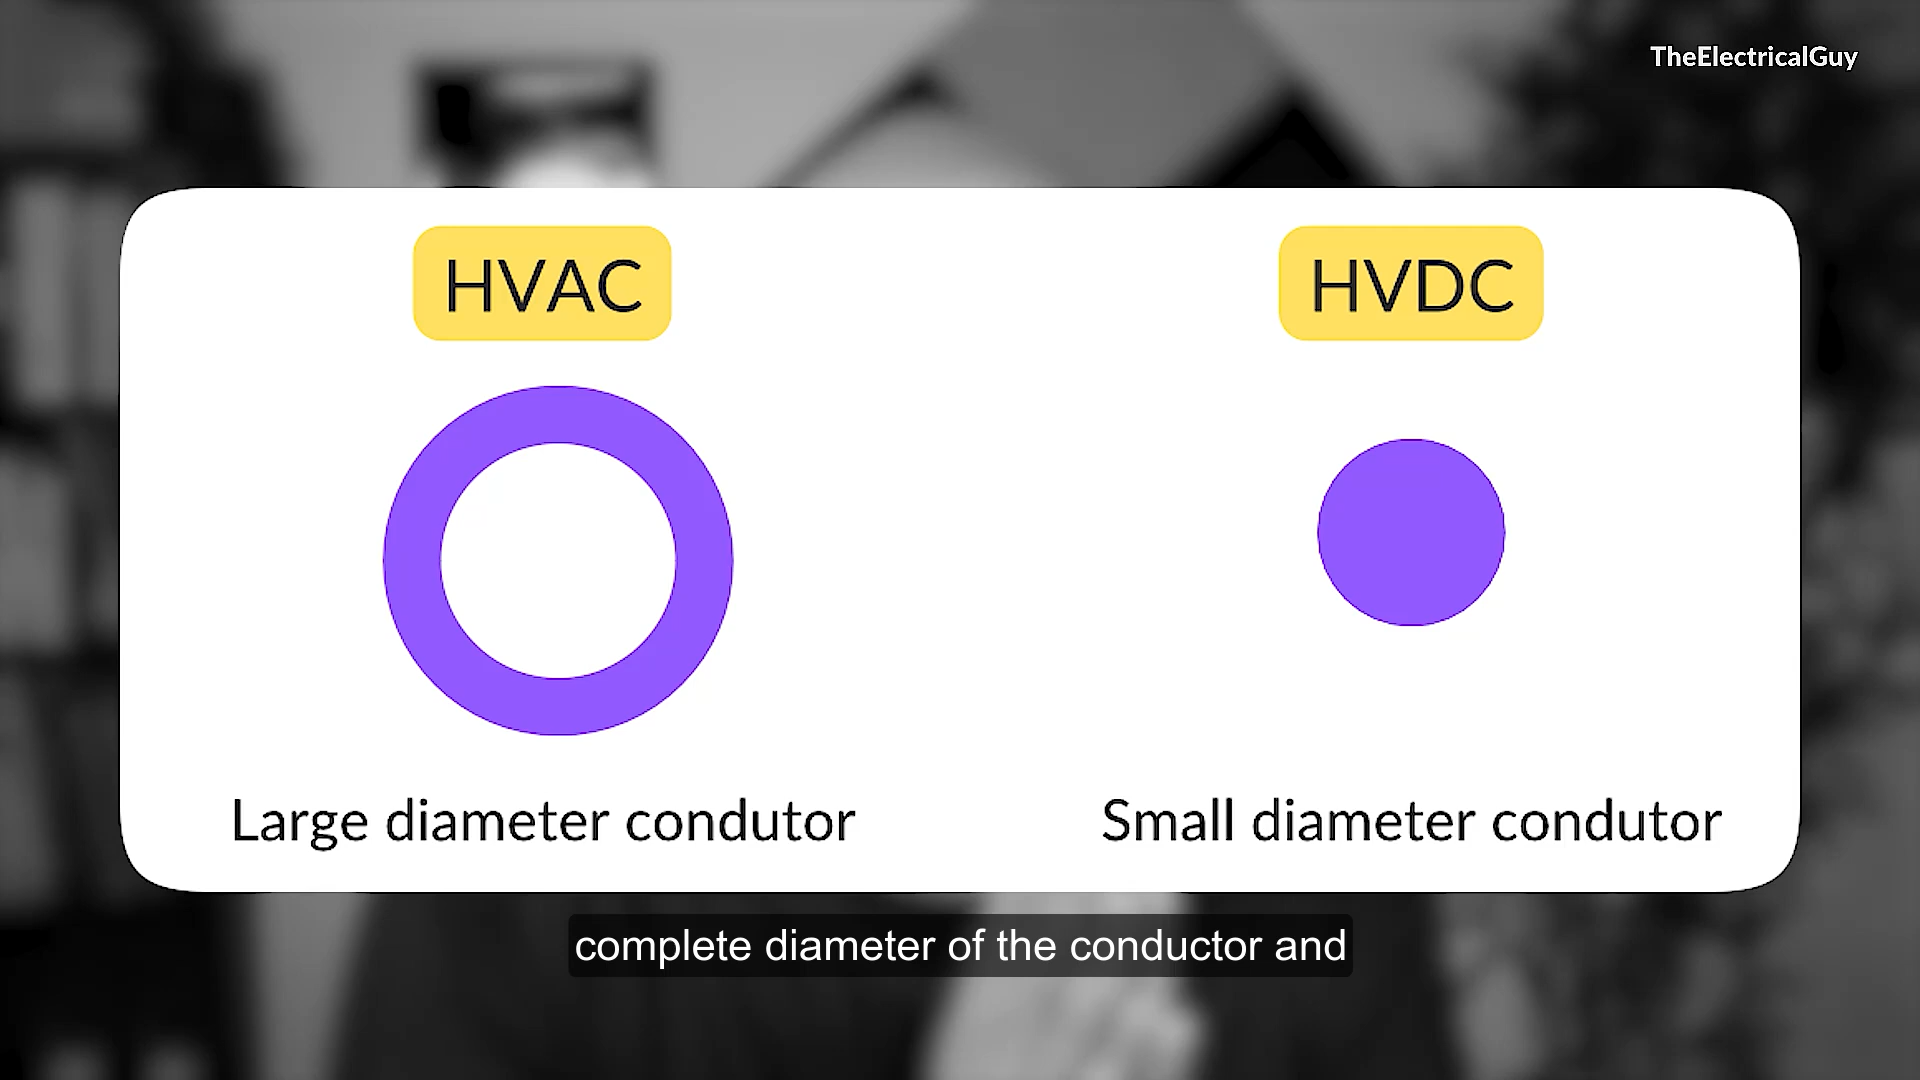 TheElectricalGuy
HVAC
HVDC
Large diameter condutor
Small diameter condutor
complete diameter of the conductor and